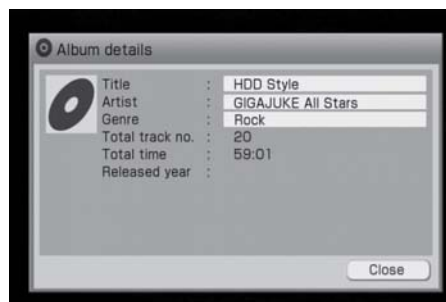 Album details
Title : HDD Style
Artist : GIGAJUKE All Stars
Genre : Rock
Total track no. : 20
Total time : 59:01
Released year :
Close